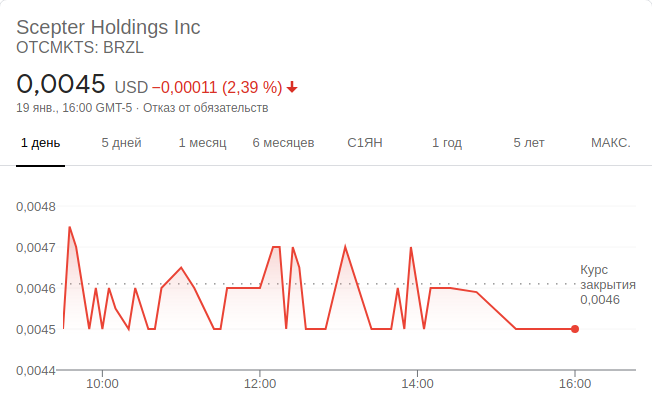 Scepter Holdings Inc
OTCMKTS: BRZL
0,0045 USD −0,00011 (2,39 %)
19 янв., 16:00 GMT-5 · Отказ от обязательств
1 день 5 дней 1 месяц 6 месяцев С1ЯН 1 год 5 лет МАКС.
0,0048
0,0047
Курс
закрытия
0,0046
0,0046
0,0045
0,0044
10:00 12:00 14:00 16:00